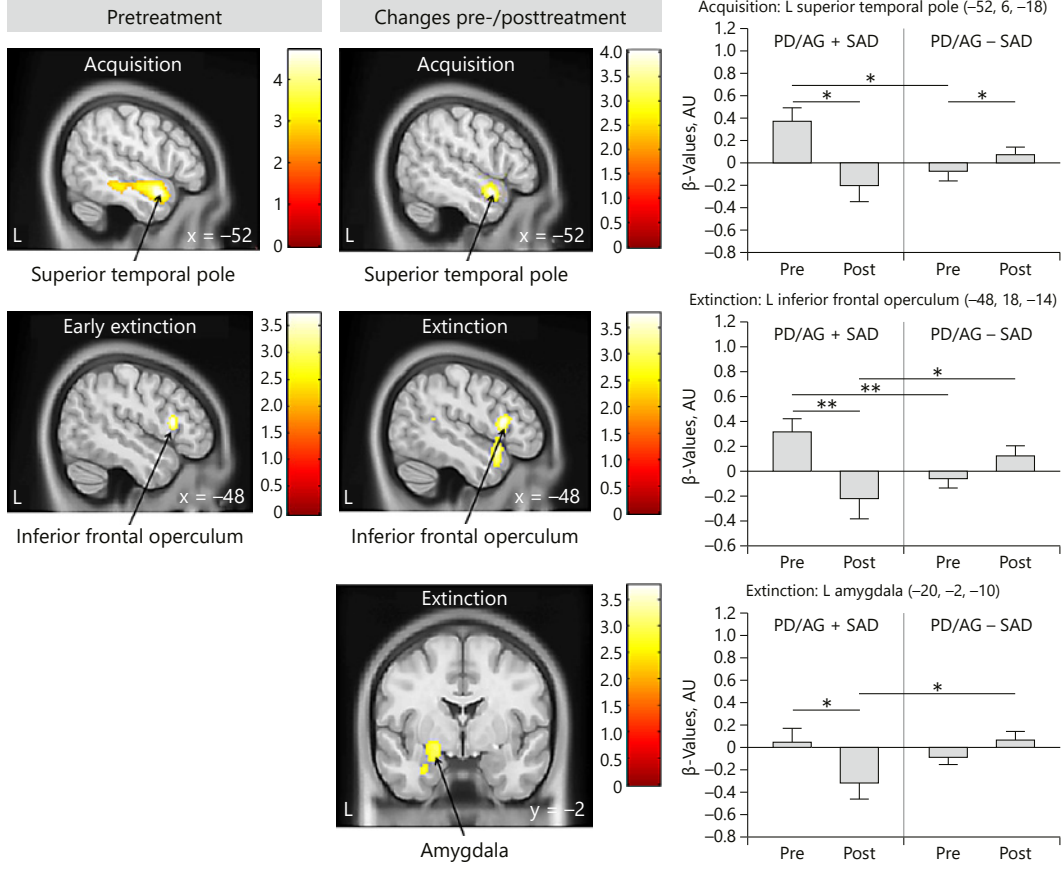 Pretreatment
Changes pre-/posttreatment
Acquisition
L
x = –52
4
3
2
1
0
Superior temporal pole
Acquisition
L
x = –52
4.0
3.5
3.0
2.5
2.0
1.5
1.0
0.5
0
Superior temporal pole
Acquisition: L superior temporal pole (–52, 6, –18)
PD/AG + SAD
PD/AG – SAD
β-Values, AU
1.2
1.0
0.8
0.6
0.4
0.2
0
–0.2
–0.4
–0.6
–0.8
*
*
*
Pre
Post
Pre
Post
Early extinction
L
x = –48
3.5
3.0
2.5
2.0
1.5
1.0
0.5
0
Inferior frontal operculum
Extinction
L
x = –48
3.5
3.0
2.5
2.0
1.5
1.0
0.5
0
Inferior frontal operculum
Extinction: L inferior frontal operculum (–48, 18, –14)
PD/AG + SAD
PD/AG – SAD
β-Values, AU
1.2
1.0
0.8
0.6
0.4
0.2
0
–0.2
–0.4
–0.6
*
**
**
Pre
Post
Pre
Post
Extinction
L
y = –2
3.5
3.0
2.5
2.0
1.5
1.0
0.5
0
Amygdala
Extinction: L amygdala (–20, –2, –10)
PD/AG + SAD
PD/AG – SAD
β-Values, AU
1.2
1.0
0.8
0.6
0.4
0.2
0
–0.2
–0.4
–0.6
–0.8
*
*
Pre
Post
Pre
Post